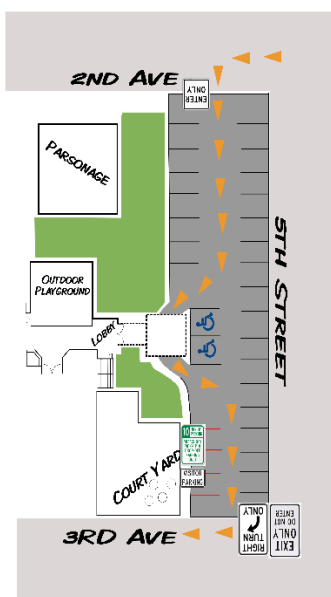 2ND AVE
ENTER
ONLY
PARSONAGE
5TH STREET
OUTDOOR
PLAYGROUND
LOBBY
10
COURT YARD
VISITOR
PARKING
3RD AVE
RIGHT
TURN
ONLY
EXIT
ONLY
DO NOT
ENTER